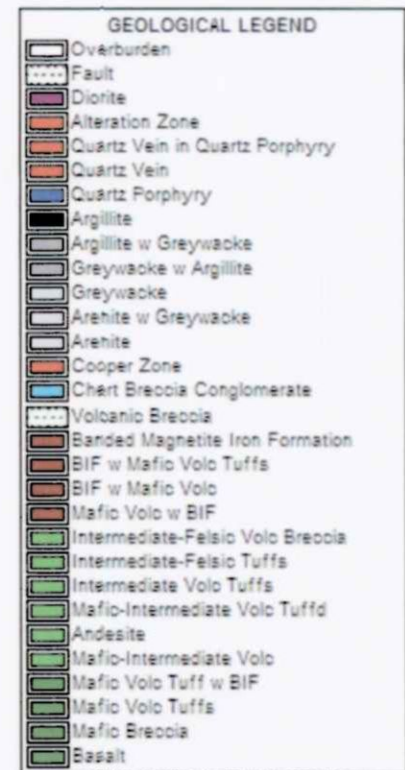 GEOLOGICAL LEGEND
Overburden
Fault
Diorite
Alteration Zone
Quartz Vein in Quartz Porphyry
Quartz Vein
Quartz Porphyry
Argillite
Argillite w Greywacke
Greywacke w Argillite
Greywacke
Arenite w Greywacke
Arenite
Cooper Zone
Chert Breccia Conglomerate
Volcanic Breccia
Banded Magnetite Iron Formation
BIF w Mafic Volc Tuffs
BIF w Mafic Volc
Mafic Volc w BIF
Intermediate-Felsic Volc Breccia
Intermediate-Felsic Tuffs
Intermediate Volc Tuffs
Mafic-Intermediate Volc Tuffd
Andesite
Mafic-Intermediate Volc
Mafic Volc Tuff w BIF
Mafic Volc Tuffs
Mafic Breccia
Basalt